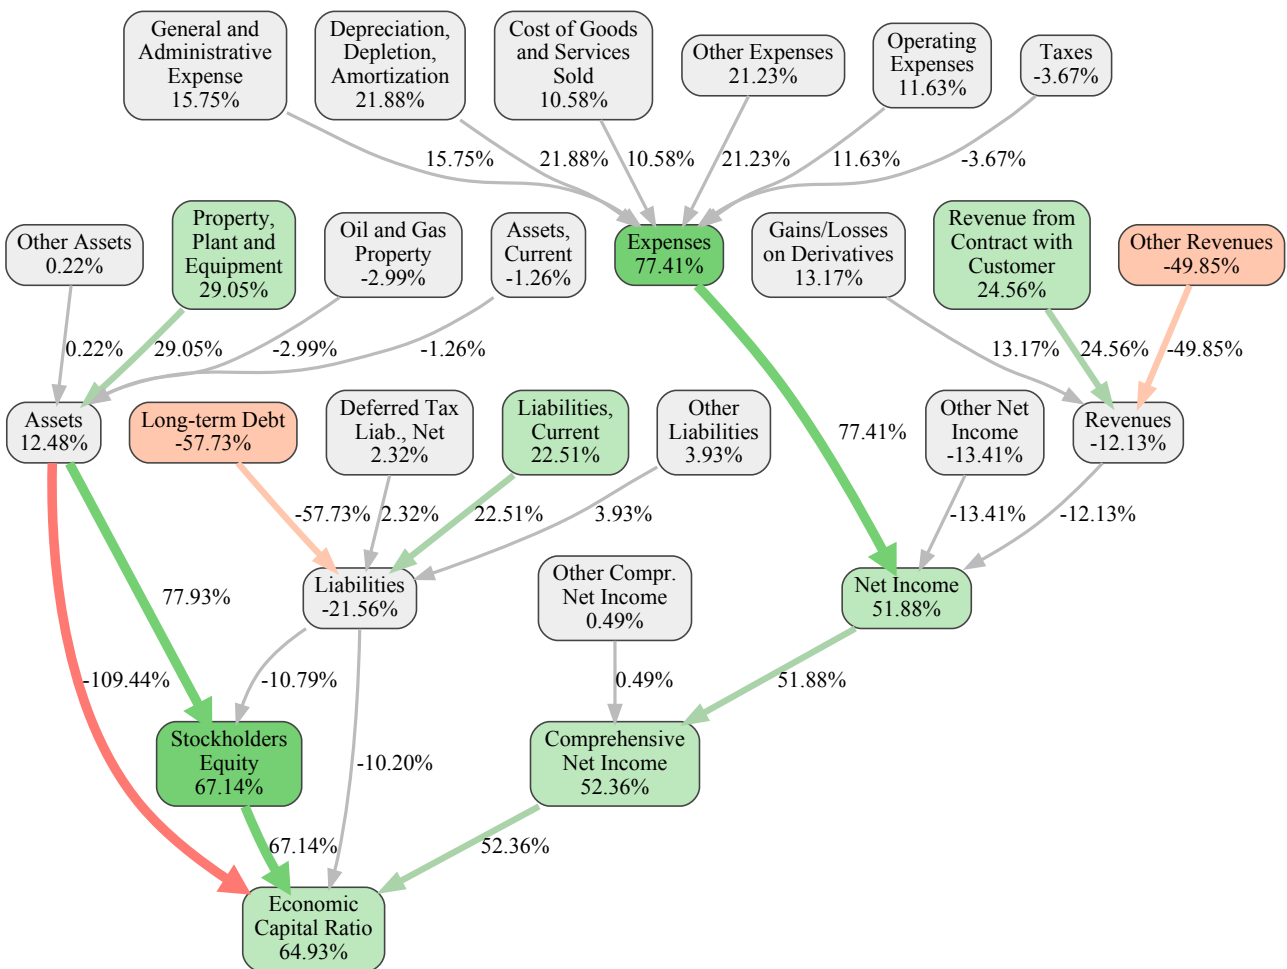 General and
Administrative
Expense
15.75%
Depreciation,
Depletion,
Amortization
21.88%
Cost of Goods
and Services
Sold
10.58%
Other Expenses
21.23%
Operating
Expenses
11.63%
Taxes
-3.67%
15.75%
21.88%
10.58%
21.23%
11.63%
-3.67%
Other Assets
0.22%
Property,
Plant and
Equipment
29.05%
Oil and Gas
Property
-2.99%
Assets,
Current
-1.26%
Expenses
77.41%
Gains/Losses
on Derivatives
13.17%
Revenue from
Contract with
Customer
24.56%
Other Revenues
-49.85%
0.22%
29.05%
-2.99%
-1.26%
13.17%
24.56%
-49.85%
Assets
12.48%
Long-term Debt
-57.73%
Deferred Tax
Liab., Net
2.32%
Liabilities,
Current
22.51%
Other
Liabilities
3.93%
77.41%
Other Net
Income
-13.41%
Revenues
-12.13%
-57.73%
2.32%
22.51%
3.93%
-13.41%
-12.13%
77.93%
Liabilities
-21.56%
Other Compr.
Net Income
0.49%
Net Income
51.88%
-109.44%
-10.79%
0.49%
51.88%
Stockholders
Equity
67.14%
-10.20%
Comprehensive
Net Income
52.36%
67.14%
52.36%
Economic
Capital Ratio
64.93%